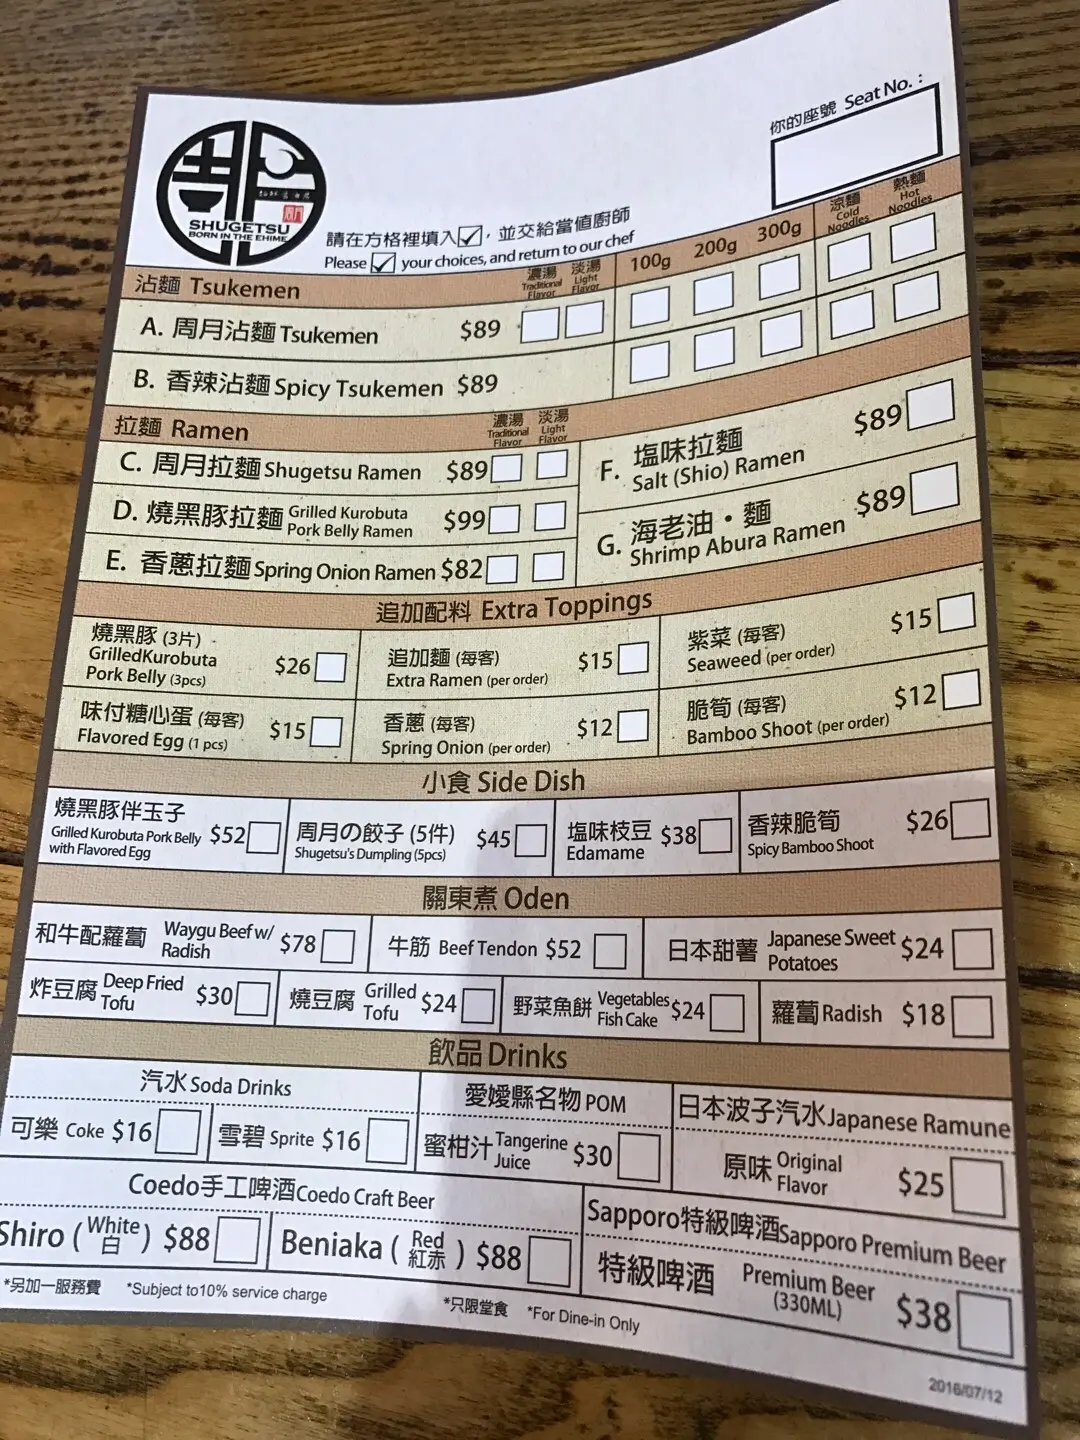 你的座號 Seat No. :
SHUGETSU
BORN IN THE EHIME
請在方格裡填入☑，並交給當值廚師
Please ☑ your choices, and return to our chef
沾麵 Tsukemen
濃湯 Traditional Flavor
淡湯 Light Flavor
100g 200g 300g
涼麵 Cold Noodles
熱麵 Hot Noodles
A. 周月沾麵 Tsukemen $89
B. 香辣沾麵 Spicy Tsukemen $89
拉麵 Ramen
濃湯 Traditional Flavor
淡湯 Light Flavor
C. 周月拉麵 Shugetsu Ramen $89
D. 燒黑豚拉麵 Grilled Kurobuta Pork Belly Ramen $99
E. 香蔥拉麵 Spring Onion Ramen $82
F. 塩味拉麵 Salt (Shio) Ramen $89
G. 海老油・麵 Shrimp Abura Ramen $89
追加配料 Extra Toppings
燒黑豚 (3片) GrilledKurobuta Pork Belly (3pcs) $26
追加麵 (每客) Extra Ramen (per order) $15
紫菜 (每客) Seaweed (per order) $15
味付糖心蛋 (每客) Flavored Egg (1 pcs) $15
香蔥 (每客) Spring Onion (per order) $12
脆筍 (每客) Bamboo Shoot (per order) $12
小食 Side Dish
燒黑豚伴玉子 Grilled Kurobuta Pork Belly with Flavored Egg $52
周月の餃子 (5件) Shugetsu's Dumpling (5pcs) $45
塩味枝豆 Edamame $38
香辣脆筍 Spicy Bamboo Shoot $26
關東煮 Oden
和牛配蘿蔔 Waygu Beef w/ Radish $78
牛筋 Beef Tendon $52
日本甜薯 Japanese Sweet Potatoes $24
炸豆腐 Deep Fried Tofu $30
燒豆腐 Grilled Tofu $24
野菜魚餅 Vegetables Fish Cake $24
蘿蔔 Radish $18
飲品 Drinks
汽水 Soda Drinks
愛媛縣名物 POM
日本波子汽水 Japanese Ramune
可樂 Coke $16
雪碧 Sprite $16
蜜柑汁 Tangerine Juice $30
原味 Original Flavor $25
Coedo手工啤酒 Coedo Craft Beer
Sapporo特級啤酒 Sapporo Premium Beer
Shiro ( White 白 ) $88
Beniaka ( Red 紅赤 ) $88
特級啤酒 Premium Beer (330ML) $38
*另加一服務費 *Subject to10% service charge
*只限堂食 *For Dine-in Only
2016/07/12